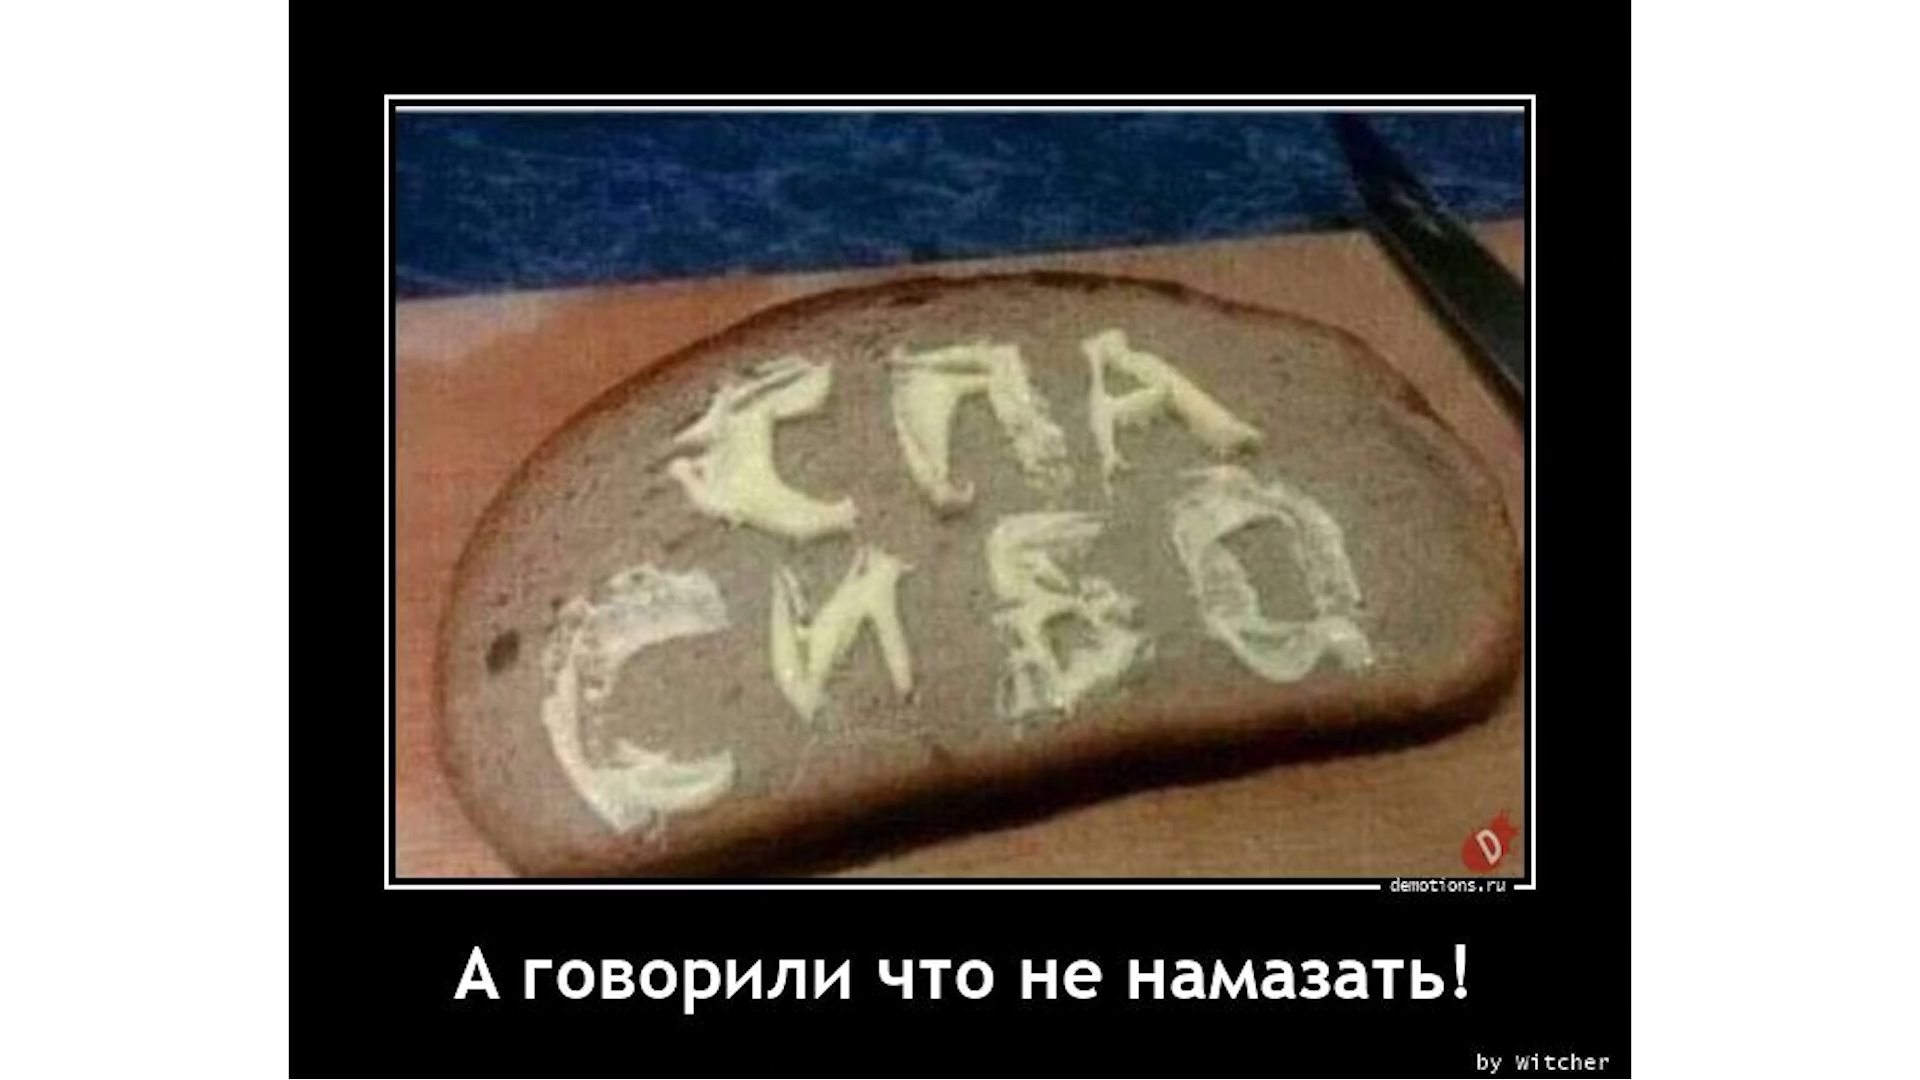 СПА
СИБО
D
demotions.ru
А говорили что не намазать!
by Witcher